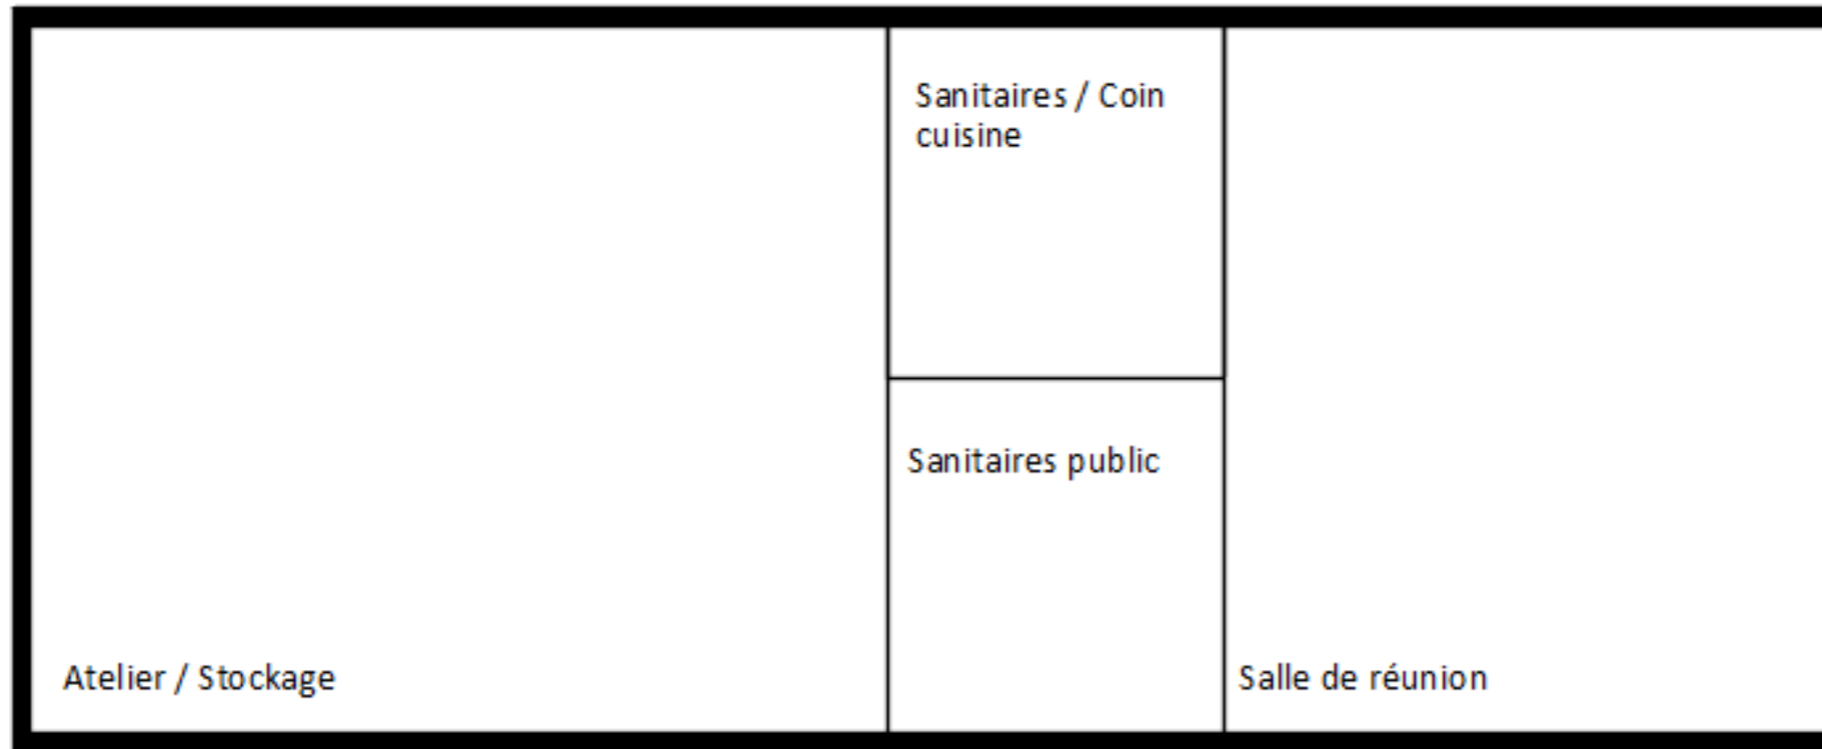 Sanitaires / Coin
cuisine
Sanitaires public
Atelier / Stockage
Salle de réunion